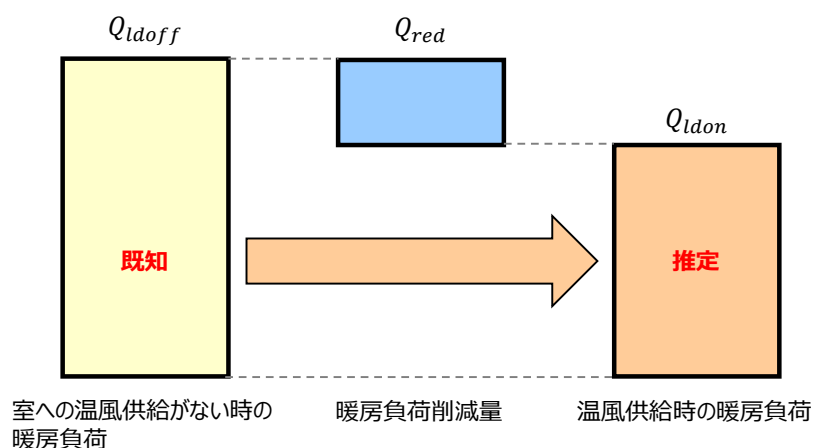 Q_ldoff
Q_red
Q_ldon
既知
推定
室への温風供給がない時の
暖房負荷
暖房負荷削減量
温風供給時の暖房負荷